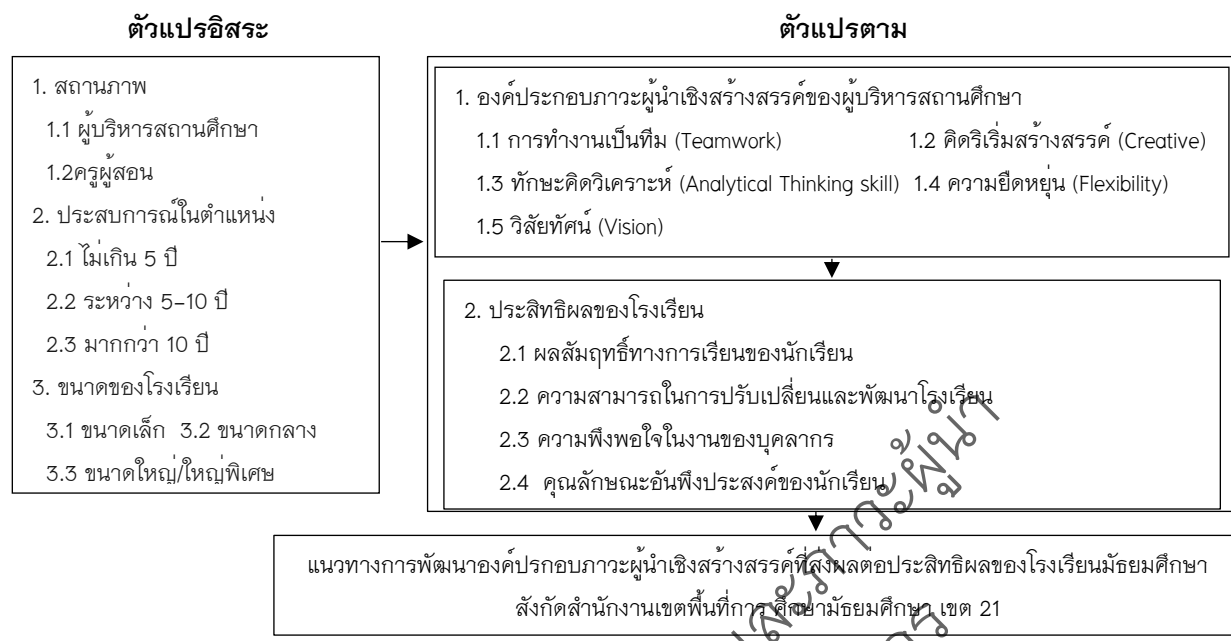 ตัวแปรอิสระ
1. สถานภาพ
1.1 ผู้บริหารสถานศึกษา
1.2ครูผู้สอน
2. ประสบการณ์ในตำแหน่ง
2.1 ไม่เกิน 5 ปี
2.2 ระหว่าง 5–10 ปี
2.3 มากกว่า 10 ปี
3. ขนาดของโรงเรียน
3.1 ขนาดเล็ก 3.2 ขนาดกลาง
3.3 ขนาดใหญ่/ใหญ่พิเศษ
ตัวแปรตาม
1. องค์ประกอบภาวะผู้นำเชิงสร้างสรรค์ของผู้บริหารสถานศึกษา
1.1 การทำงานเป็นทีม (Teamwork) 1.2 คิดริเริ่มสร้างสรรค์ (Creative)
1.3 ทักษะคิดวิเคราะห์ (Analytical Thinking skill) 1.4 ความยืดหยุ่น (Flexibility)
1.5 วิสัยทัศน์ (Vision)
2. ประสิทธิผลของโรงเรียน
2.1 ผลสัมฤทธิ์ทางการเรียนของนักเรียน
2.2 ความสามารถในการปรับเปลี่ยนและพัฒนาโรงเรียน
2.3 ความพึงพอใจในงานของบุคลากร
2.4 คุณลักษณะอันพึงประสงค์ของนักเรียน
แนวทางการพัฒนาองค์ปรกอบภาวะผู้นำเชิงสร้างสรรค์ที่ส่งผลต่อประสิทธิผลของโรงเรียนมัธยมศึกษา
สังกัดสำนักงานเขตพื้นที่การศึกษามัธยมศึกษา เขต 21
และภาวะผู้นำ